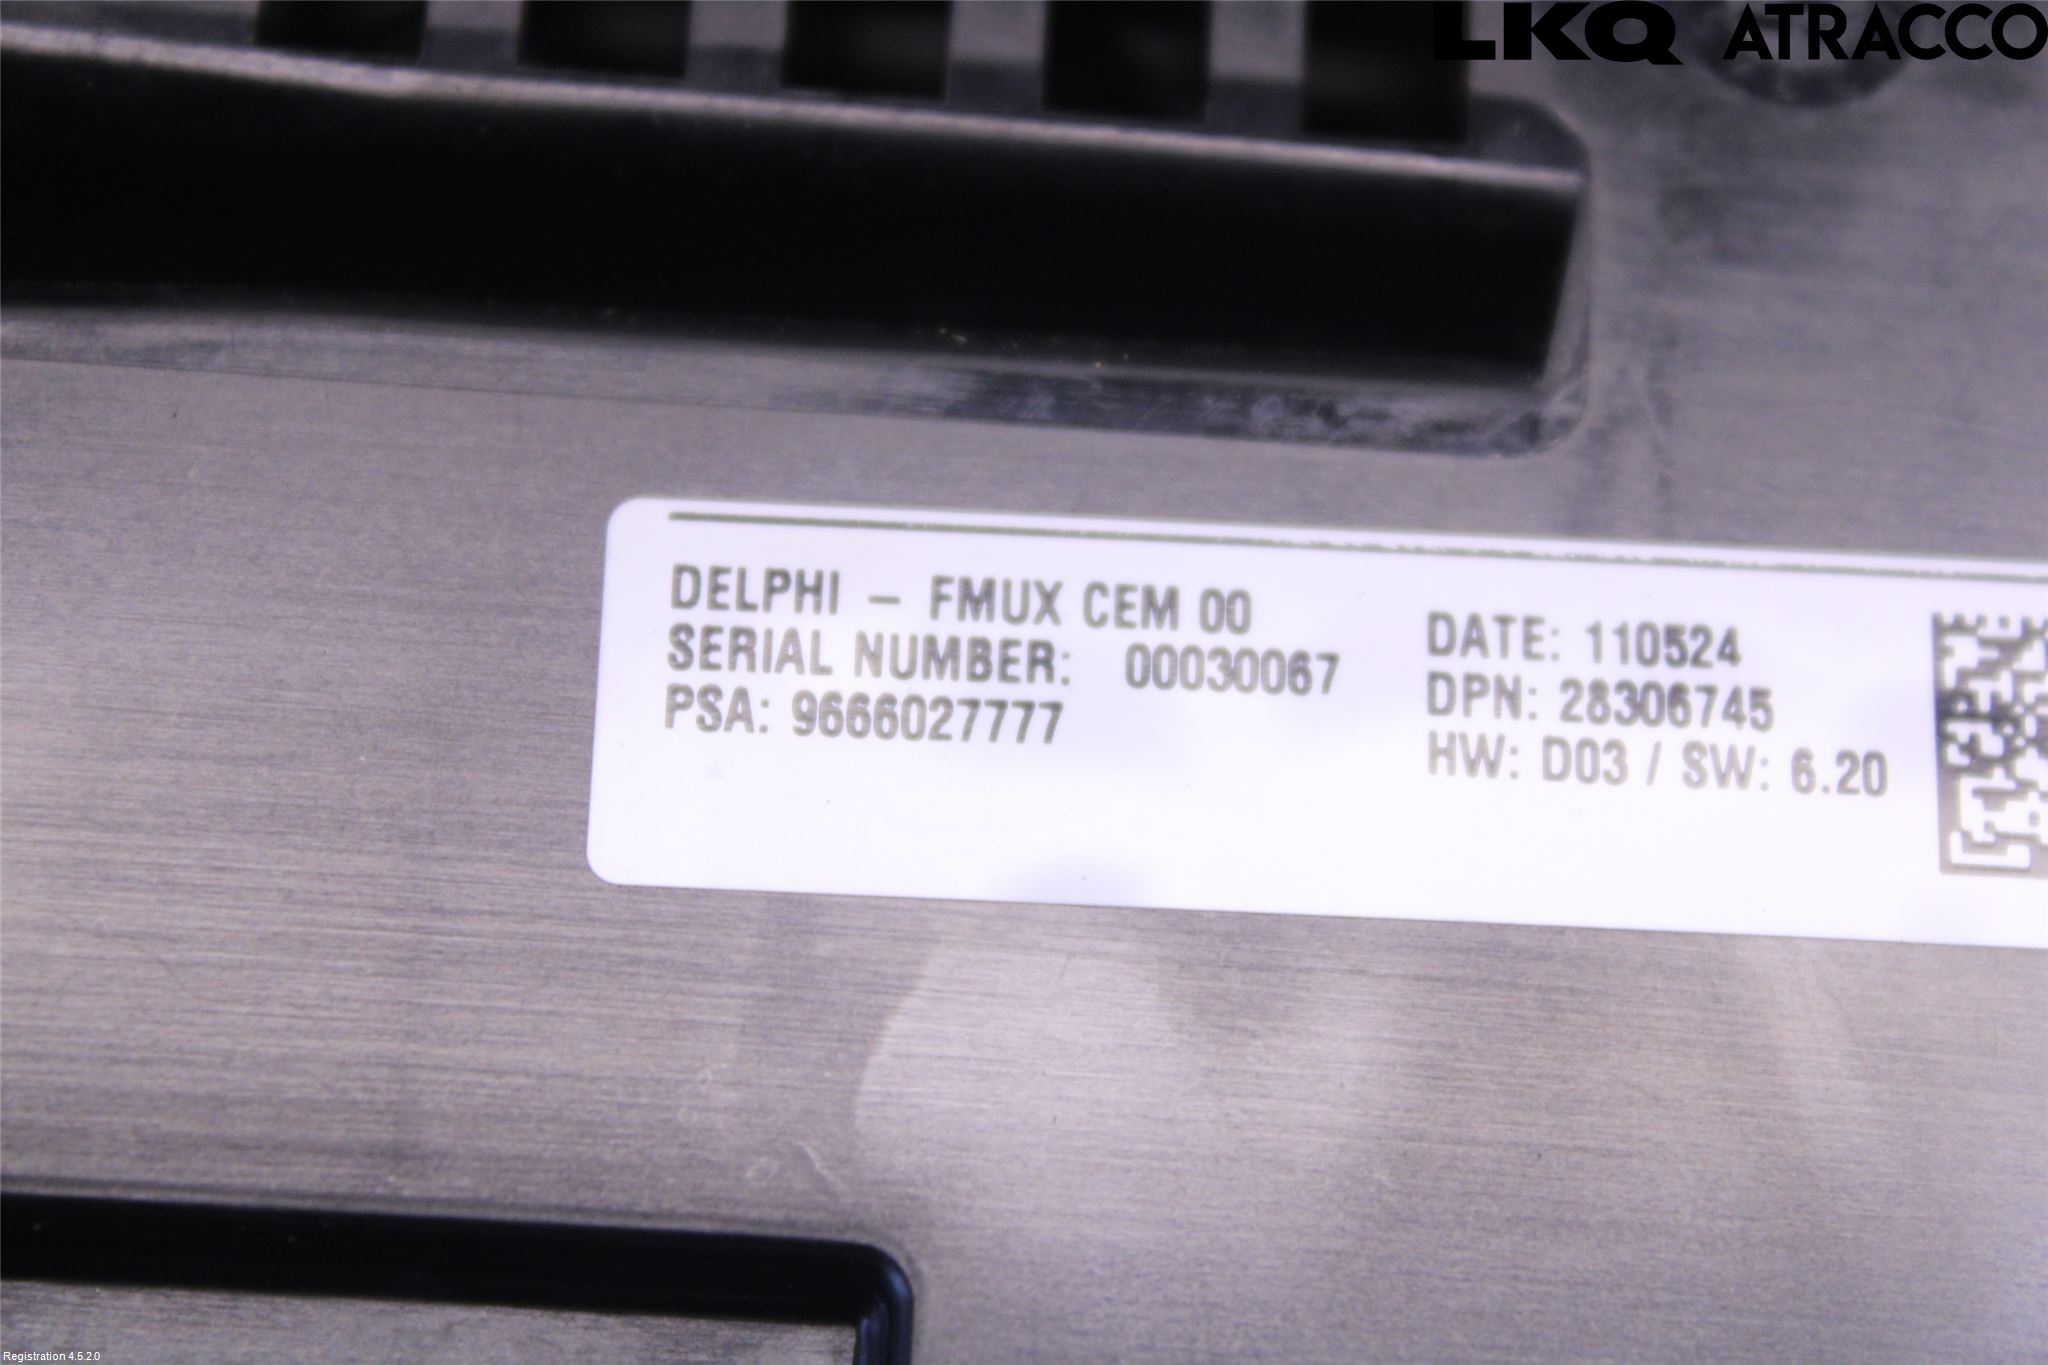 LKQ ATRACCO
DELPHI - FMUX CEM 00
SERIAL NUMBER: 00030067
PSA: 9666027777
DATE: 110524
DPN: 28306745
HW: D03 / SW: 6.20
Registration 4.5.2.0